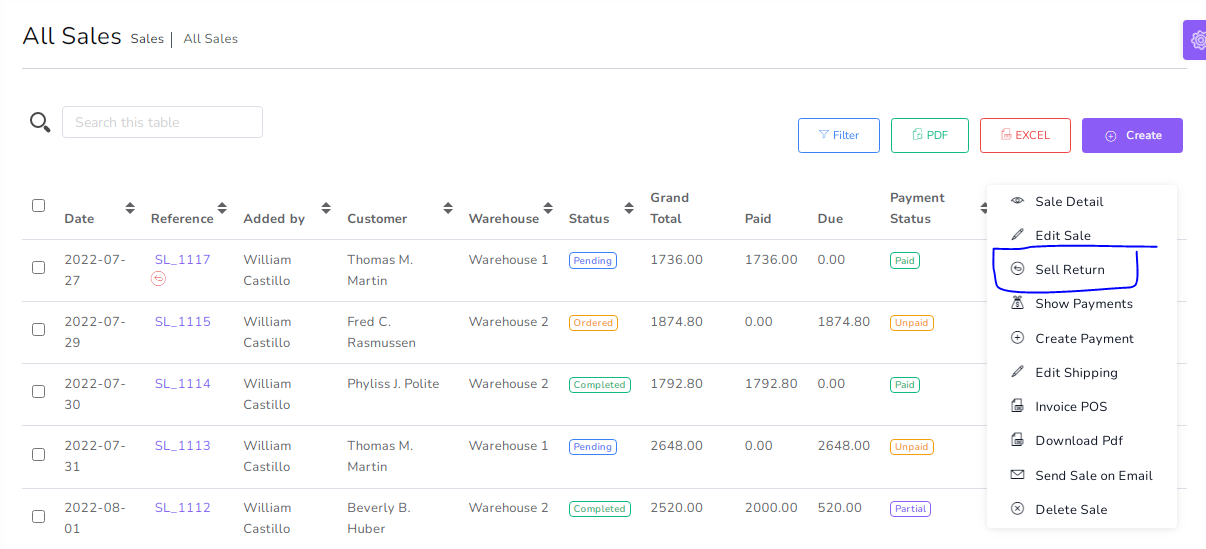 All Sales Sales | All Sales
Search this table
Filter PDF EXCEL Create
Date Reference Added by Customer Warehouse Status Grand Total Paid Due Payment Status
2022-07-27 SL_1117 William Castillo Thomas M. Martin Warehouse 1 Pending 1736.00 1736.00 0.00 Paid
2022-07-29 SL_1115 William Castillo Fred C. Rasmussen Warehouse 2 Ordered 1874.80 0.00 1874.80 Unpaid
2022-07-30 SL_1114 William Castillo Phyliss J. Polite Warehouse 2 Completed 1792.80 1792.80 0.00 Paid
2022-07-31 SL_1113 William Castillo Thomas M. Martin Warehouse 1 Pending 2648.00 0.00 2648.00 Unpaid
2022-08-01 SL_1112 William Castillo Beverly B. Huber Warehouse 2 Completed 2520.00 2000.00 520.00 Partial
Sale Detail
Edit Sale
Sell Return
Show Payments
Create Payment
Edit Shipping
Invoice POS
Download Pdf
Send Sale on Email
Delete Sale